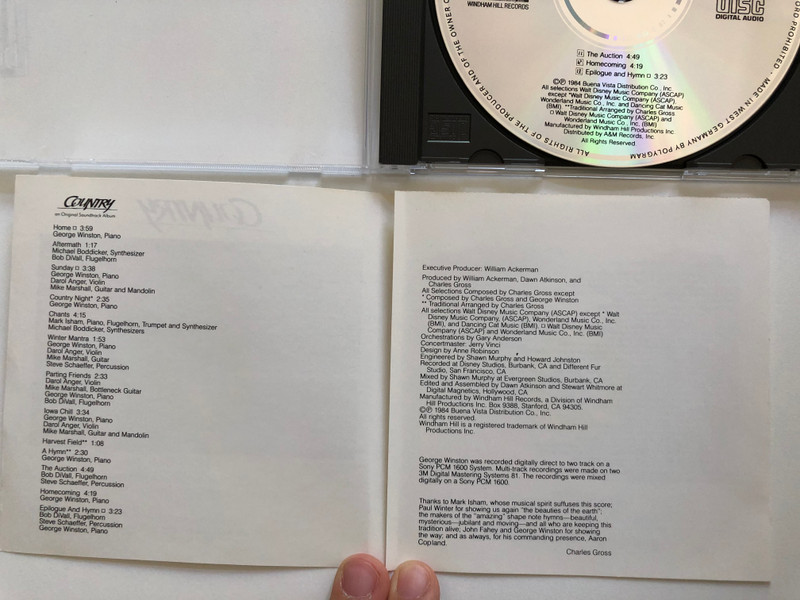 WINDHAM HILL RECORDS
DISC
DIGITAL AUDIO
The Auction 4:49
Homecoming 4:19
Epilogue and Hymn □ 3:23
©℗ 1984 Buena Vista Distribution Co., Inc.
All selections Walt Disney Music Company (ASCAP)
except *Walt Disney Music Company (ASCAP)
Wonderland Music Co., Inc. and Dancing Cat Music
(BMI). **Traditional Arranged by Charles Gross
□ Walt Disney Music Company (ASCAP) and
Wonderland Music Co., Inc. (BMI)
Manufactured by Windham Hill Productions Inc
Distributed by A&M Records, Inc.
All Rights Reserved
ALL RIGHTS OF THE PRODUCER AND OF THE OWNER
PROHIBITED • MADE IN WEST GERMANY BY POLYGRAM
COUNTRY
an Original Soundtrack Album
Home □ 3:59
George Winston, Piano
Aftermath 1:17
Michael Boddicker, Synthesizer
Bob DiVall, Flugelhorn
Sunday □ 3:38
George Winston, Piano
Darol Anger, Violin
Mike Marshall, Guitar and Mandolin
Country Night* 2:35
George Winston, Piano
Chants 4:15
Mark Isham, Piano, Flugelhorn, Trumpet and Synthesizer
Michael Boddicker, Synthesizers
Winter Mantra 1:53
George Winston, Piano
Darol Anger, Violin
Mike Marshall, Guitar
Steve Schaeffer, Percussion
Parting Friends 2:33
Darol Anger, Violin
Mike Marshall, Bottleneck Guitar
George Winston, Piano
Bob DiVall, Flugelhorn
Iowa Chill 3:34
George Winston, Piano
Darol Anger, Violin
Mike Marshall, Guitar and Mandolin
Harvest Field** 1:08
A Hymn** 2:30
George Winston, Piano
The Auction 4:49
Bob DiVall, Flugelhorn
Steve Schaeffer, Percussion
Homecoming 4:19
George Winston, Piano
Epilogue And Hymn □ 3:23
Bob DiVall, Flugelhorn
Steve Schaeffer, Percussion
George Winston, Piano
Executive Producer: William Ackerman
Produced by William Ackerman, Dawn Atkinson, and
Charles Gross
All Selections Composed by Charles Gross except
* Composed by Charles Gross and George Winston
** Traditional Arranged by Charles Gross
All selections Walt Disney Music Company (ASCAP) except * Walt
Disney Music Company, (ASCAP), Wonderland Music Co., Inc.
(BMI), and Dancing Cat Music (BMI). □ Walt Disney Music
Company (ASCAP) and Wonderland Music Co., Inc. (BMI)
Orchestrations by Gary Anderson
Concertmaster: Jerry Vinci
Design by Anne Robinson
Engineered by Shawn Murphy and Howard Johnston
Recorded at Disney Studios, Burbank, CA and Different Fur
Studio, San Francisco, CA
Mixed by Shawn Murphy at Evergreen Studios, Burbank, CA
Edited and Assembled by Dawn Atkinson and Stewart Whitmore at
Digital Magnetics, Hollywood, CA
Manufactured by Windham Hill Records, a Division of Windham
Hill Productions Inc. Box 9388, Stanford, CA 94305.
©℗ 1984 Buena Vista Distribution Co., Inc.
All rights reserved.
Windham Hill is a registered trademark of Windham Hill
Productions Inc.
George Winston was recorded digitally direct to two track on a
Sony PCM 1600 System. Multi-track recordings were made on two
3M Digital Mastering Systems 81. The recordings were mixed
digitally on a Sony PCM 1600.
Thanks to Mark Isham, whose musical spirit suffuses this score;
Paul Winter for showing us again "the beauties of the earth";
the makers of the "amazing" shape note hymns—beautiful,
mysterious—jubilant and moving—and all who are keeping this
tradition alive; John Fahey and George Winston for showing
the way; and as always, for his commanding presence, Aaron
Copland.
Charles Gross